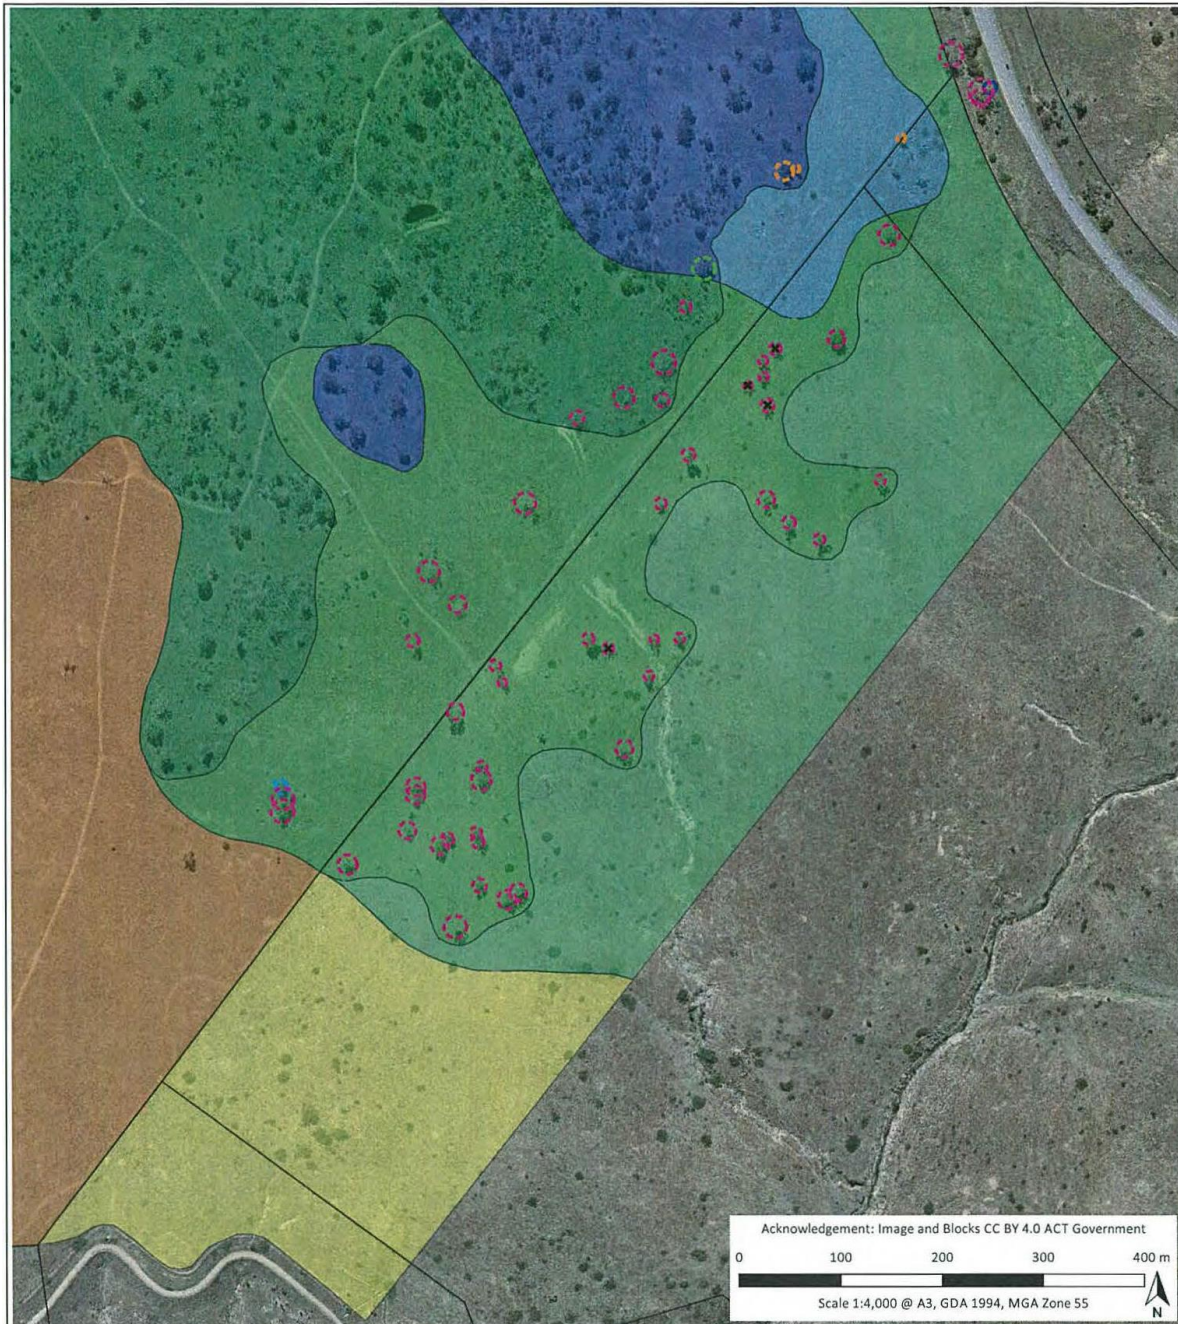 Acknowledgement: Image and Blocks CC BY 4.0 ACT Government
0 100 200 300 400 m
Scale 1:4,000 @ A3, GDA 1994, MGA Zone 55
N